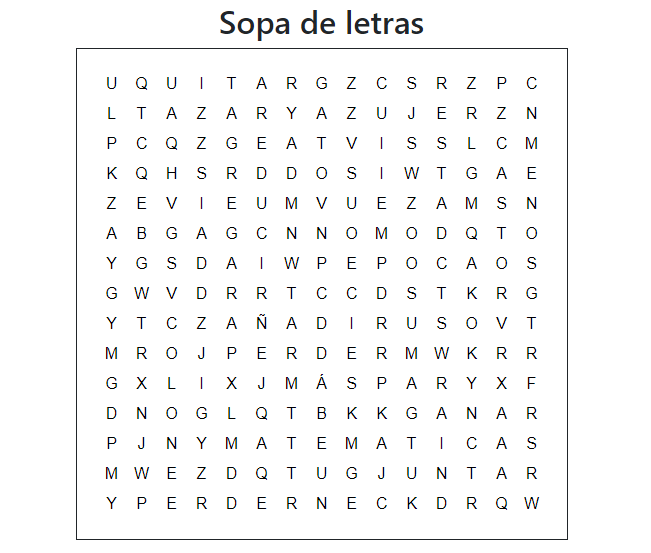 Sopa de letras
U Q U I T A R G Z C S R Z P C
L T A Z A R Y A Z U J E R Z N
P C Q Z G E A T V I S S L C M
K Q H S R D D O S I W T G A E
Z E V I E U M V U E Z A M S N
A B G A G C N N O M O D Q T O
Y G S D A I W P E P O C A O S
G W V D R R T C C D S T K R G
Y T C Z A Ñ A D I R U S O V T
M R O J P E R D E R M W K R R
G X L I X J M Á S P A R Y X F
D N O G L Q T B K K G A N A R
P J N Y M A T E M A T I C A S
M W E Z D Q T U G J U N T A R
Y P E R D E R N E C K D R Q W